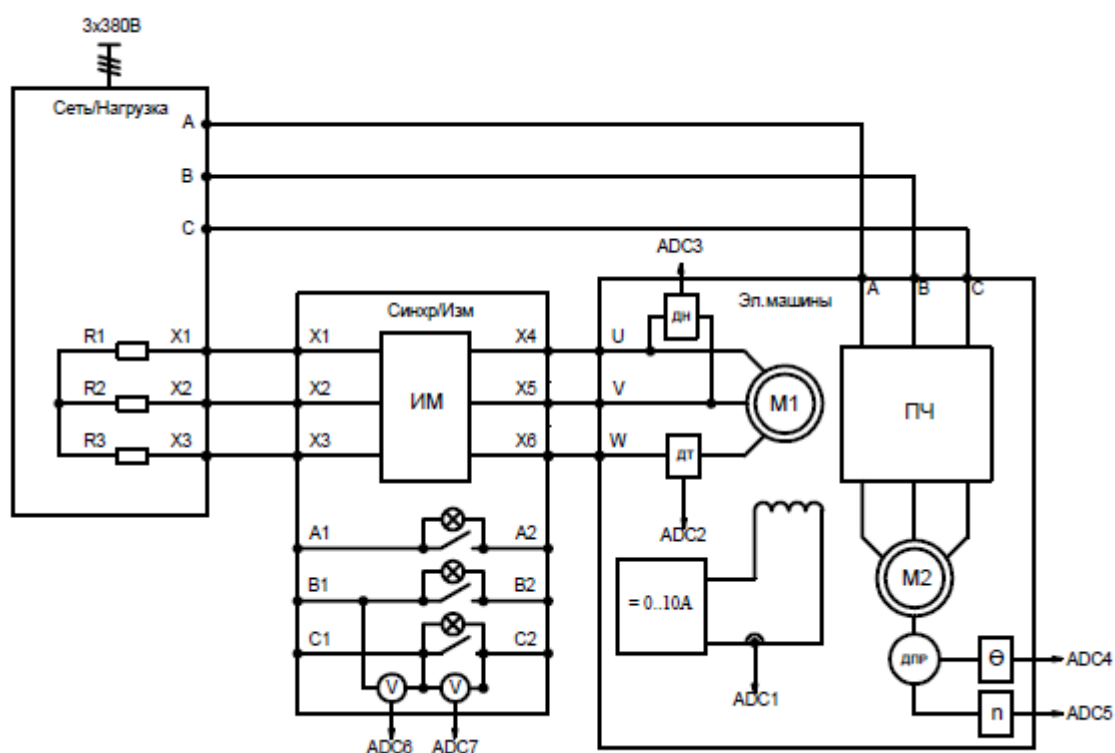 3x380В
Сеть/Нагрузка
A
B
C
ADC3
A B C
Синхр/Изм
Эл.машины
дн
R1 X1 X1 X4 U
R2 X2 X2 ИМ X5 V M1 ПЧ
R3 X3 X3 X6 W
дт
A1 A2 ADC2
B1 B2 = 0..10A M2
C1 C2
V V
ДПР Ө ADC4
ADC1
n ADC5
ADC6 ADC7